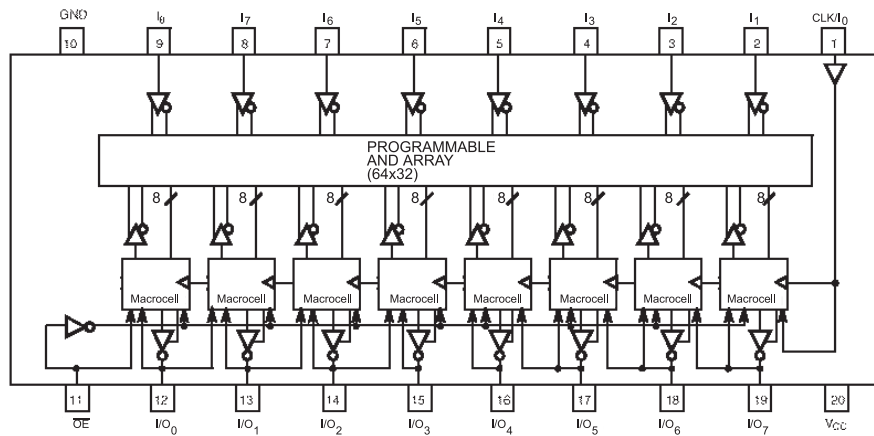 GND I₈ I₇ I₆ I₅ I₄ I₃ I₂ I₁ CLK/I₀
10 9 8 7 6 5 4 3 2 1
PROGRAMMABLE
AND ARRAY
(64x32)
8 8 8 8 8 8 8 8
Macrocell Macrocell Macrocell Macrocell Macrocell Macrocell Macrocell Macrocell
11 12 13 14 15 16 17 18 19 20
OE I/O₀ I/O₁ I/O₂ I/O₃ I/O₄ I/O₅ I/O₆ I/O₇ VCC